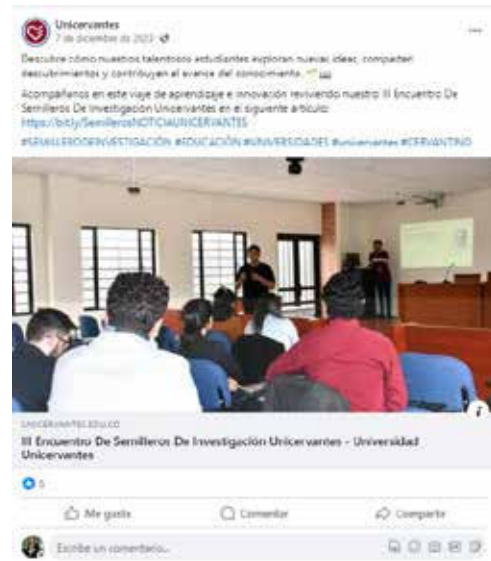 Unicervantes
7 de diciembre de 2023
Descubre cómo nuestros talentosos estudiantes exploran nuevas ideas, comparten
descubrimientos y contribuyen al avance del conocimiento.
Acompáñanos en este viaje de aprendizaje e innovación reviviendo nuestro III Encuentro De
Semilleros De Investigación Unicervantes en el siguiente artículo:
https://bit.ly/SemillerosNOTICIAUNICERVANTES
#SEMILLERODEINVESTIGACIÓN #EDUCACIÓN #UNIVERSIDADES #unicervantes #CERVANTINO
UNICERVANTES.EDU.CO
III Encuentro De Semilleros De Investigación Unicervantes - Universidad
Unicervantes
5
Me gusta Comentar Compartir
Escribe un comentario...